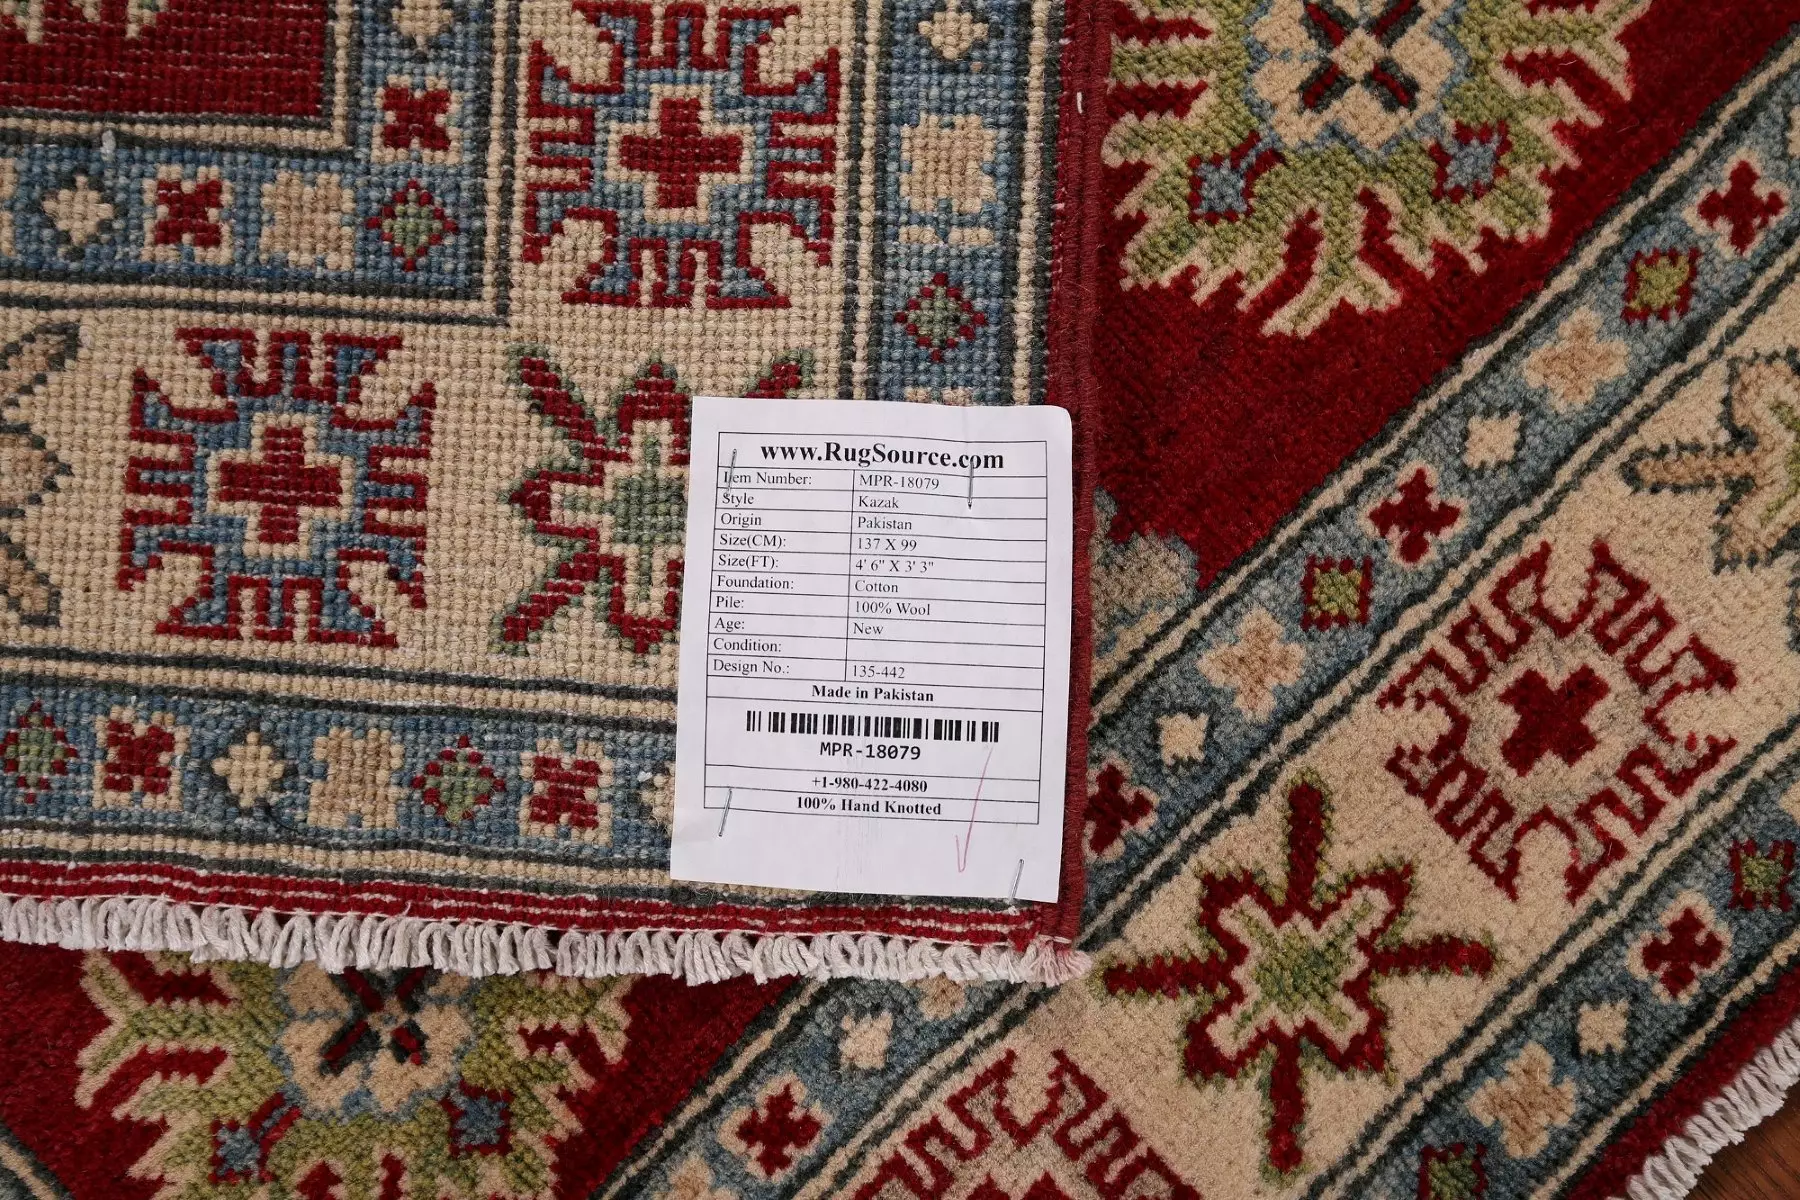 www.RugSource.com
Item Number: MPR-18079
Style Kazak
Origin Pakistan
Size(CM): 137 X 99
Size(FT): 4' 6" X 3' 3"
Foundation: Cotton
Pile: 100% Wool
Age: New
Condition:
Design No.: 135-442
Made in Pakistan
MPR-18079
+1-980-422-4080
100% Hand Knotted